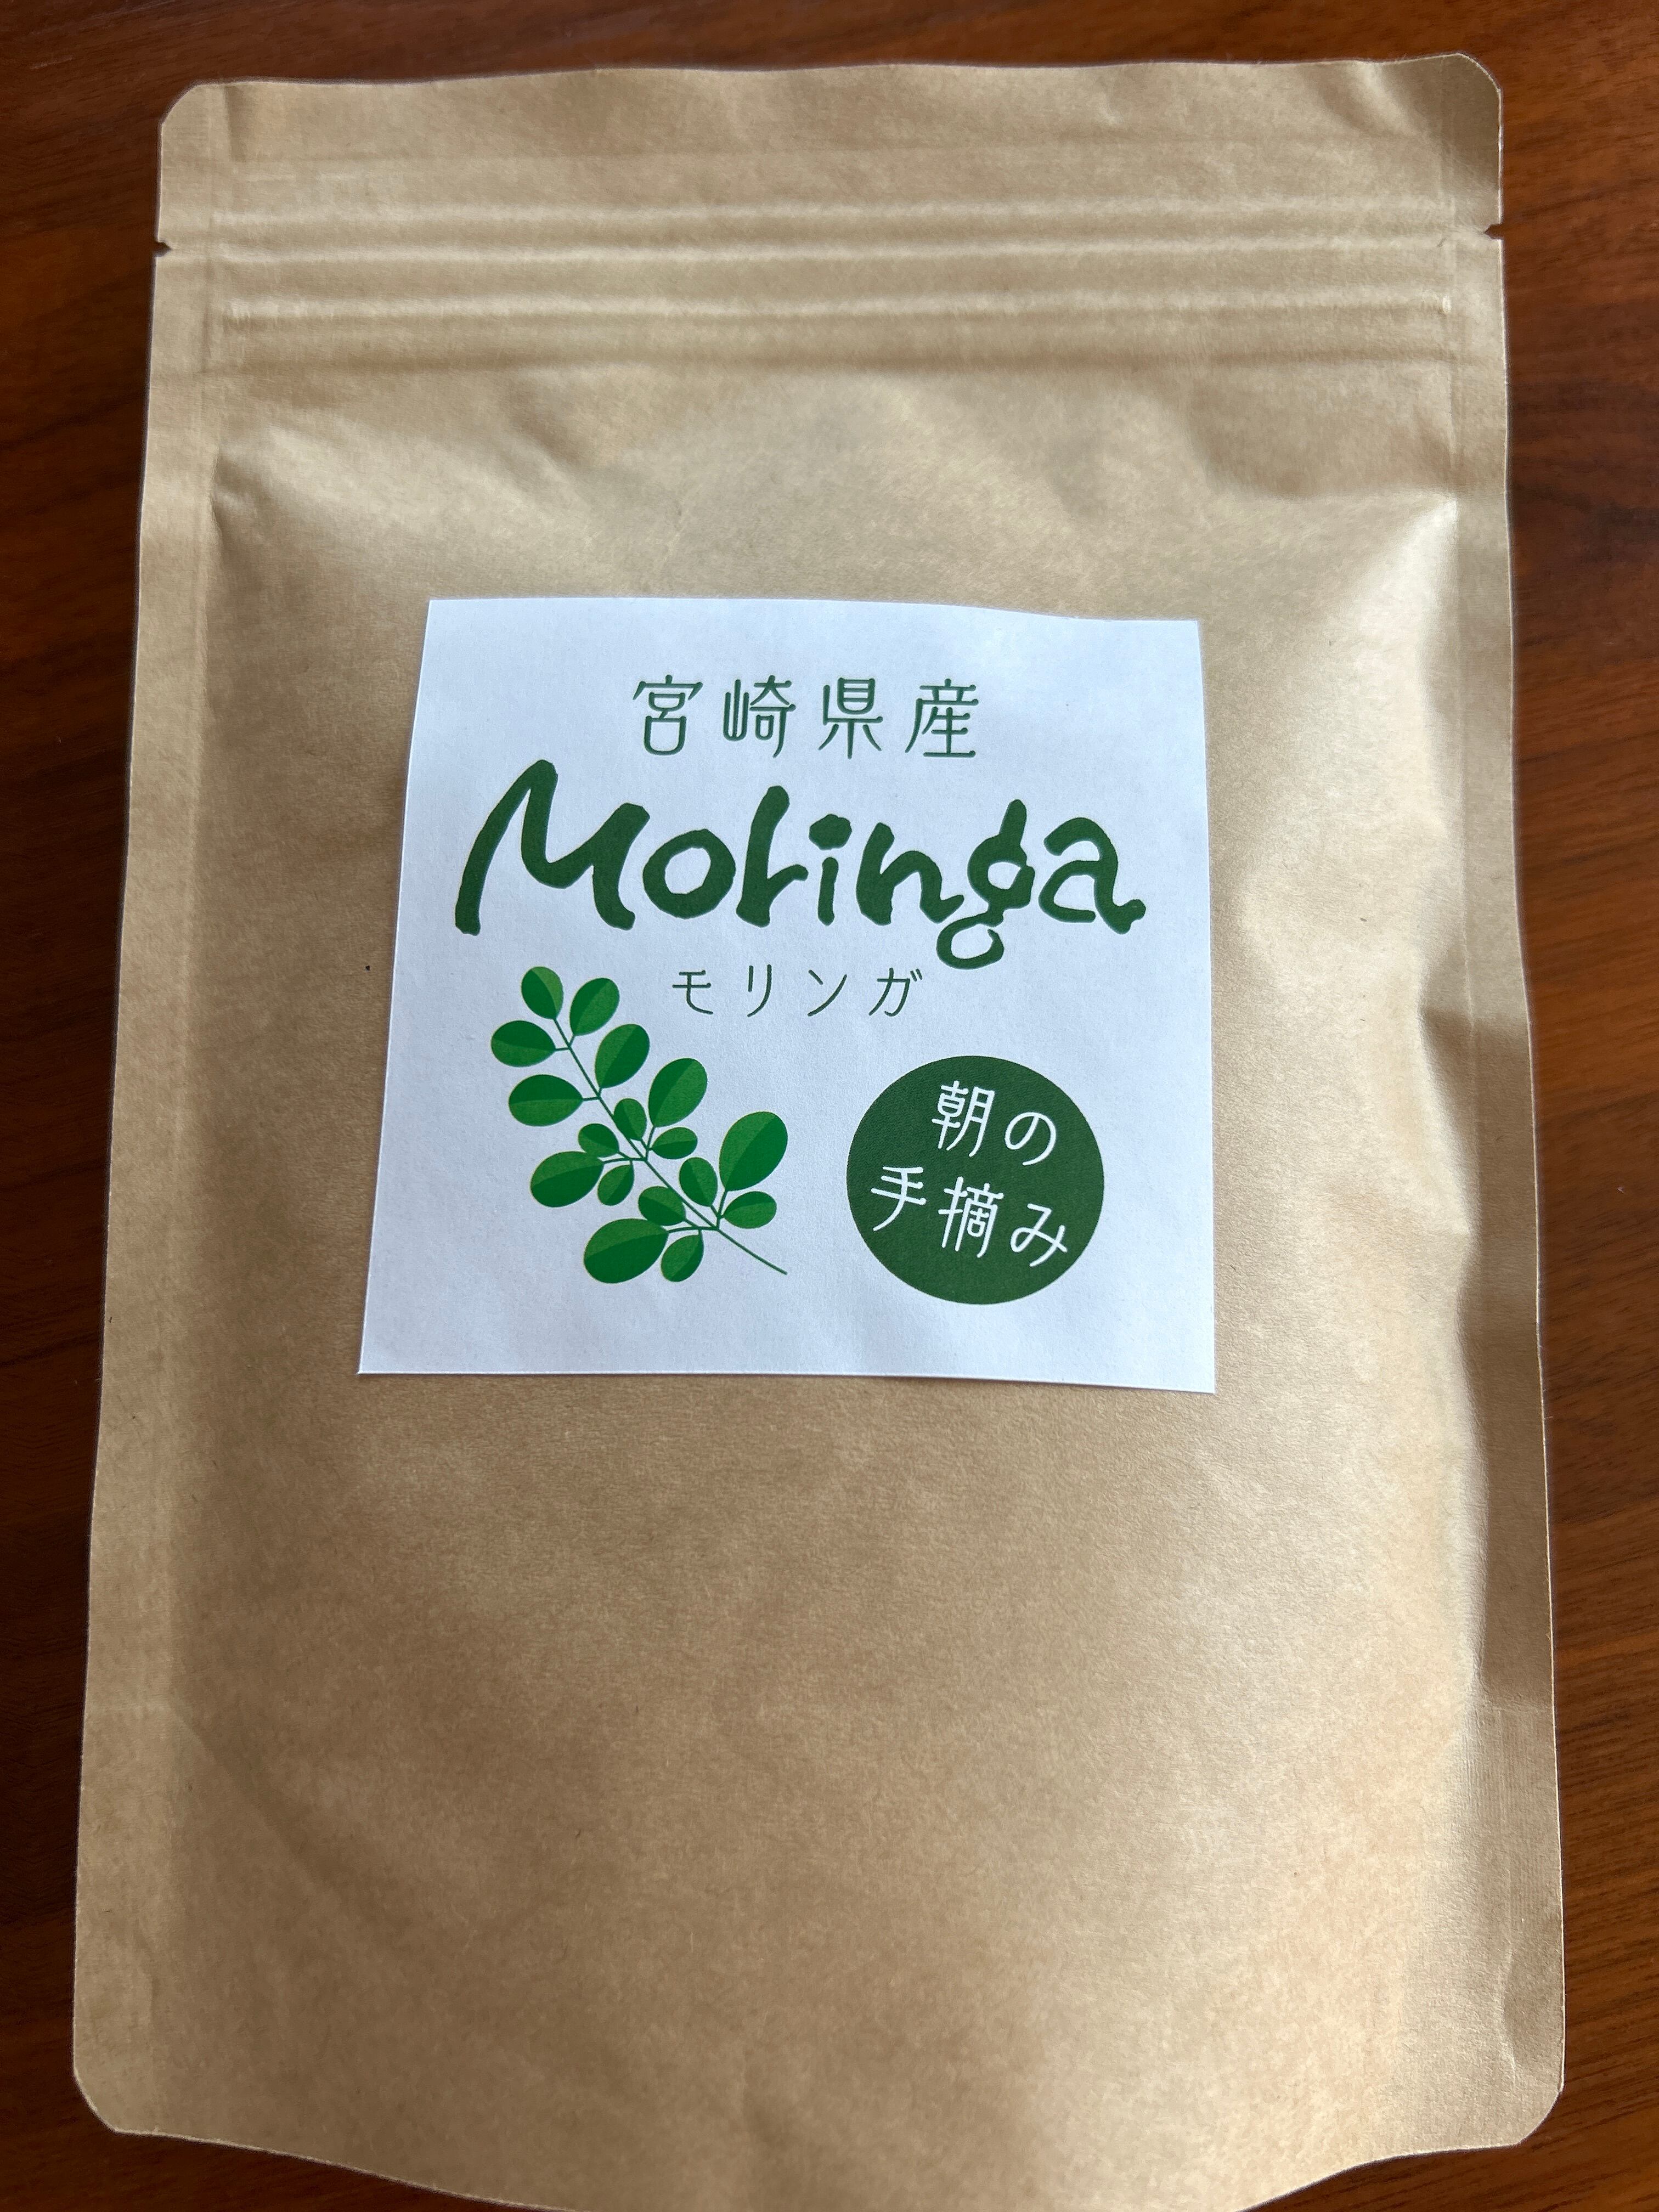 宮崎県産
Moringa
モリンガ
朝の
手摘み